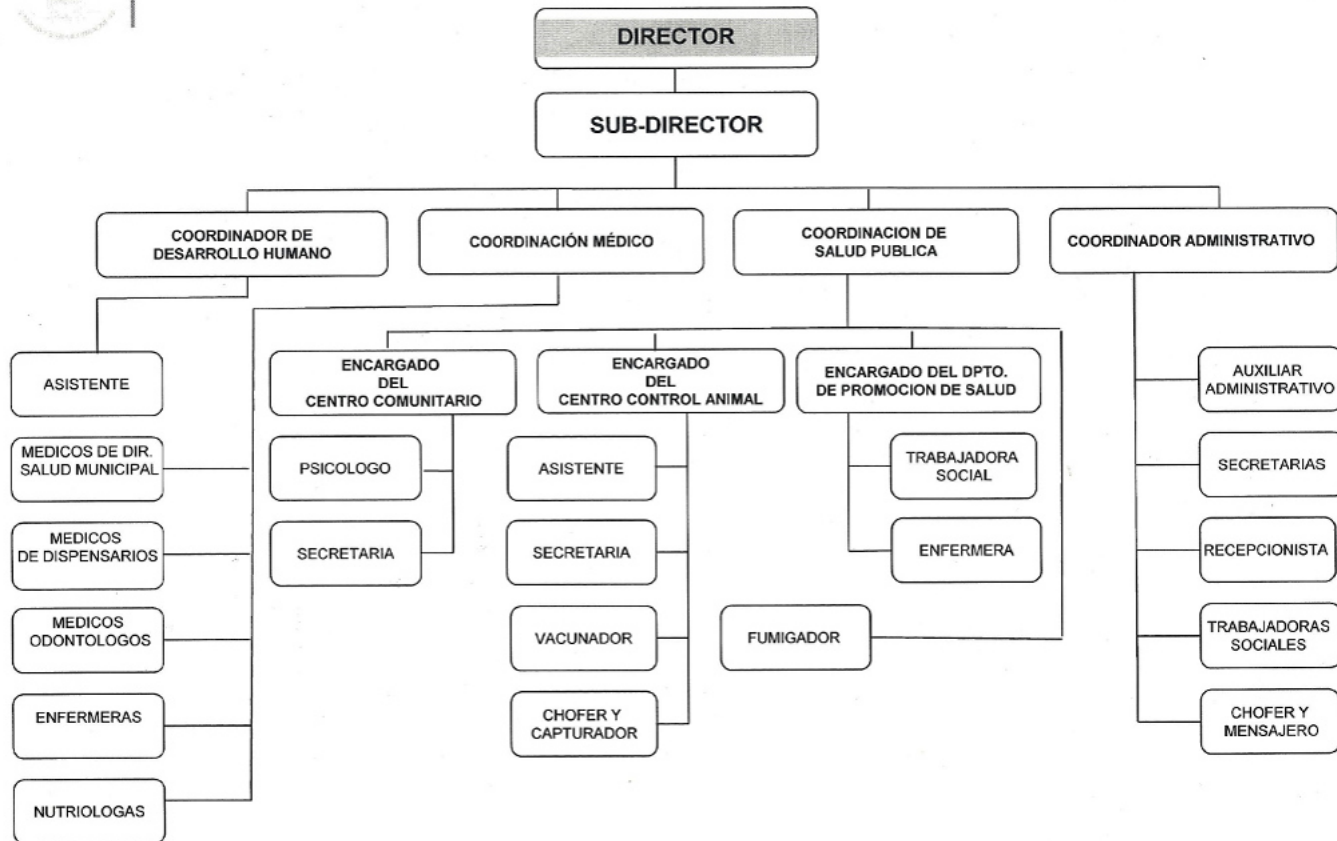 DIRECTOR
SUB-DIRECTOR
COORDINADOR DE
DESARROLLO HUMANO
COORDINACIÓN MÉDICO
COORDINACION DE
SALUD PUBLICA
COORDINADOR ADMINISTRATIVO
ASISTENTE
MEDICOS DE DIR.
SALUD MUNICIPAL
MEDICOS
DE DISPENSARIOS
MEDICOS
ODONTOLOGOS
ENFERMERAS
NUTRIOLOGAS
ENCARGADO
DEL
CENTRO COMUNITARIO
PSICOLOGO
SECRETARIA
ENCARGADO
DEL
CENTRO CONTROL ANIMAL
ASISTENTE
SECRETARIA
VACUNADOR
CHOFER Y
CAPTURADOR
ENCARGADO DEL DPTO.
DE PROMOCION DE SALUD
TRABAJADORA
SOCIAL
ENFERMERA
FUMIGADOR
AUXILIAR
ADMINISTRATIVO
SECRETARIAS
RECEPCIONISTA
TRABAJADORAS
SOCIALES
CHOFER Y
MENSAJERO